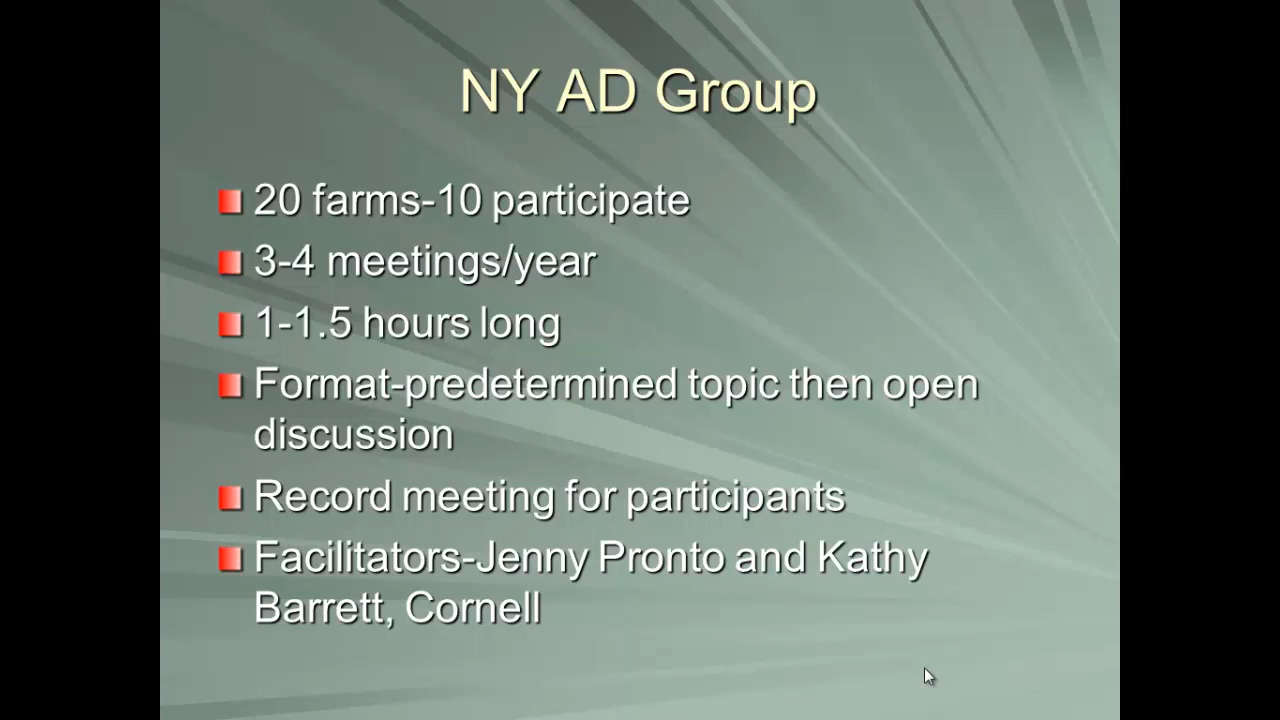 NY AD Group
20 farms-10 participate
3-4 meetings/year
1-1.5 hours long
Format-predetermined topic then open
discussion
Record meeting for participants
Facilitators-Jenny Pronto and Kathy
Barrett, Cornell